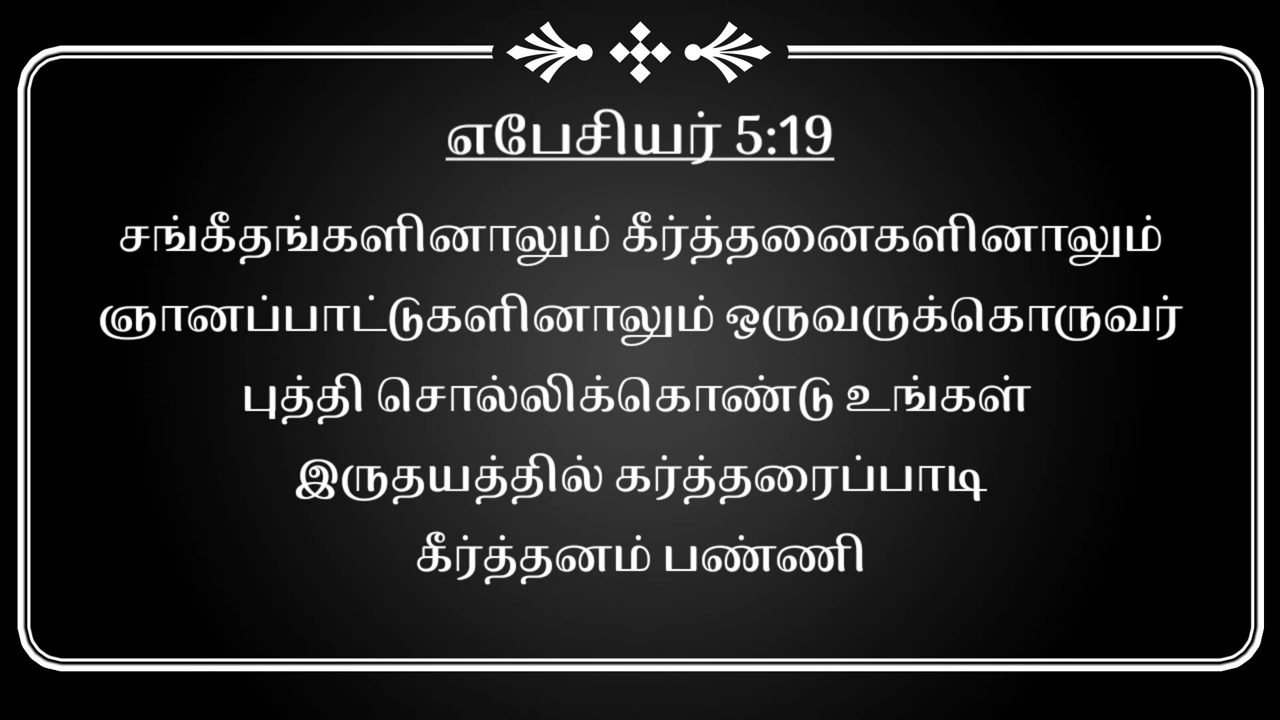 எபேசியர் 5:19
சங்கீதங்களினாலும் கீர்த்தனைகளினாலும்
ஞானப்பாட்டுகளினாலும் ஒருவருக்கொருவர்
புத்தி சொல்லிக்கொண்டு உங்கள்
இருதயத்தில் கர்த்தரைப்பாடி
கீர்த்தனம் பண்ணி